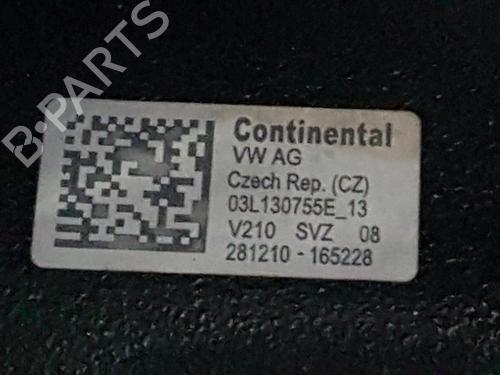 B-PARTS
Continental
VW AG
Czech Rep. (CZ)
03L130755E_13
V210 SVZ 08
281210 - 165228